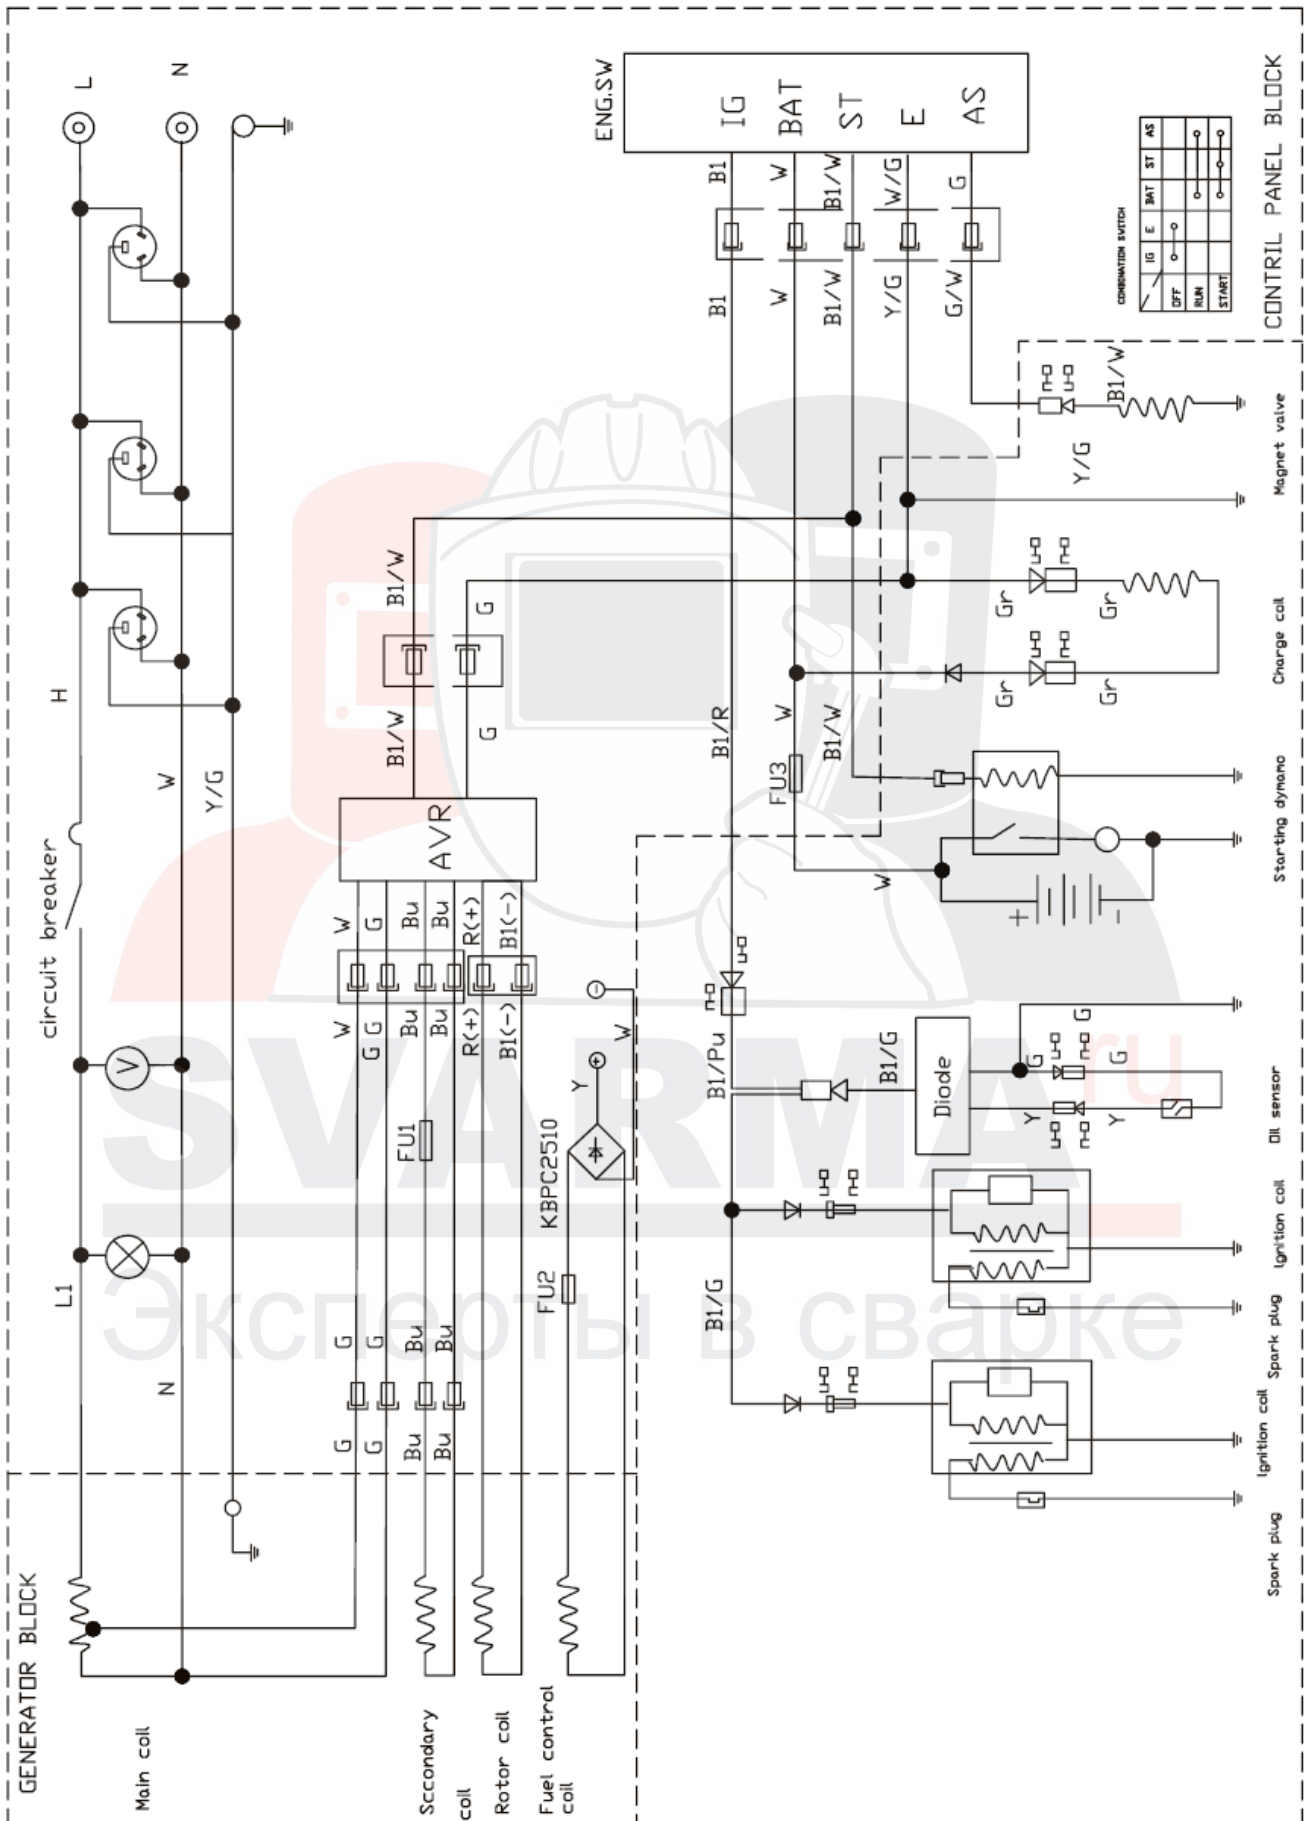 L
N
ENG.SW
IG
BAT
ST
E
AS
B1
W
B1/W
W/G
G
B1
W
B1/W
Y/G
G/W
COMBINATION SWITCH
IG E BAT ST AS
OFF
RUN
START
CONTRIL PANEL BLOCK
B1/W
Y/G
Magnet valve
B1/W
G
Gr
Gr
Gr
Gr
Charge coil
H
W
Y/G
B1/W
G
B1/R
W
B1/W
FU3
Starting dymamo
circuit breaker
AVR
W
G
Bu
Bu
R(+)
B1(-)
W
+
-
W
G
G
Bu
Bu
R(+)
B1(-)
W
Y
V
FU1
KBPC2510
B1/Pu
B1/G
Diode
G
G
G
Y
Y
Oil sensor
SVARMA.ru
Эксперты в сварке
L1
N
G
G
Bu
Bu
FU2
B1/G
Ignition coil
Spark plug
G
G
Bu
Bu
Ignition coil
Spark plug
GENERATOR BLOCK
Main coil
Sccondary
coil
Rotor coil
Fuel control
coil